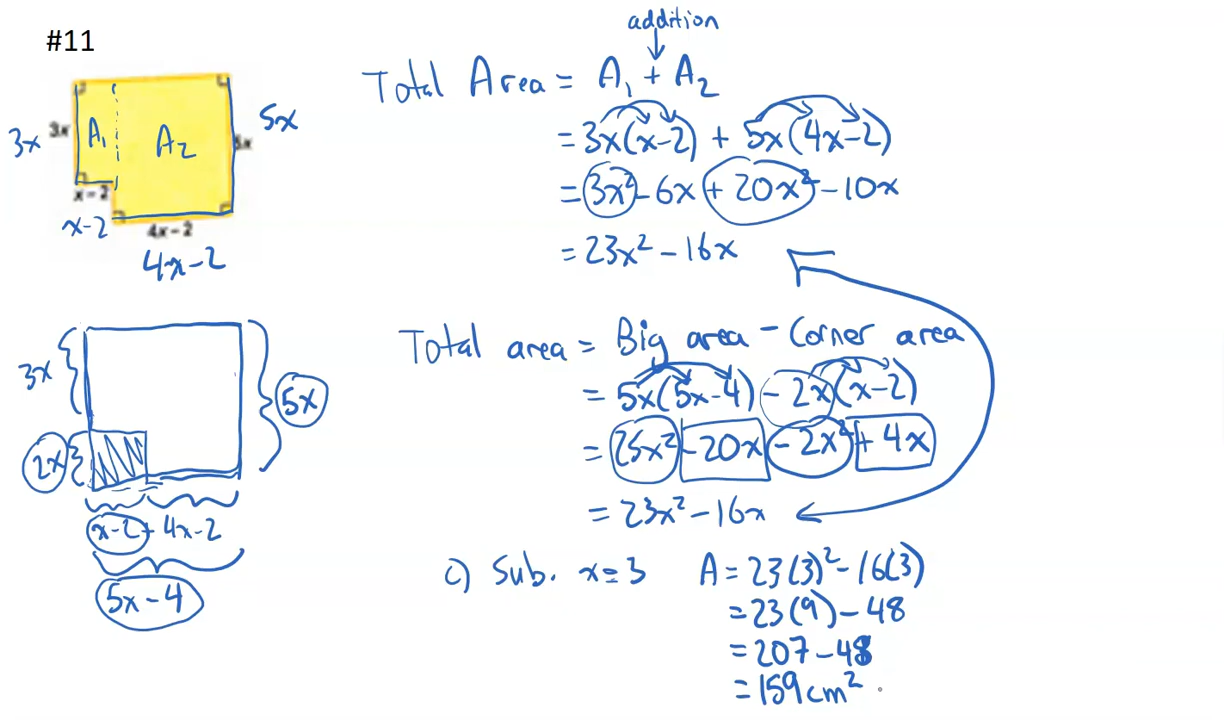 #11
addition
Total Area = A₁ + A₂
= 3x(x-2) + 5x(4x-2)
= 3x² - 6x + 20x² - 10x
= 23x² - 16x
3x 3x A₁ A₂ 5x 5x
x-2
x-2 4x-2
4x-2
Total area = Big area - Corner area
= 5x(5x-4) - 2x(x-2)
= 25x² - 20x - 2x² + 4x
= 23x² - 16x
3x 5x
2x
x-2 + 4x-2
5x-4
c) Sub. x=3 A = 23(3)² - 16(3)
= 23(9) - 48
= 207 - 48
= 159cm²